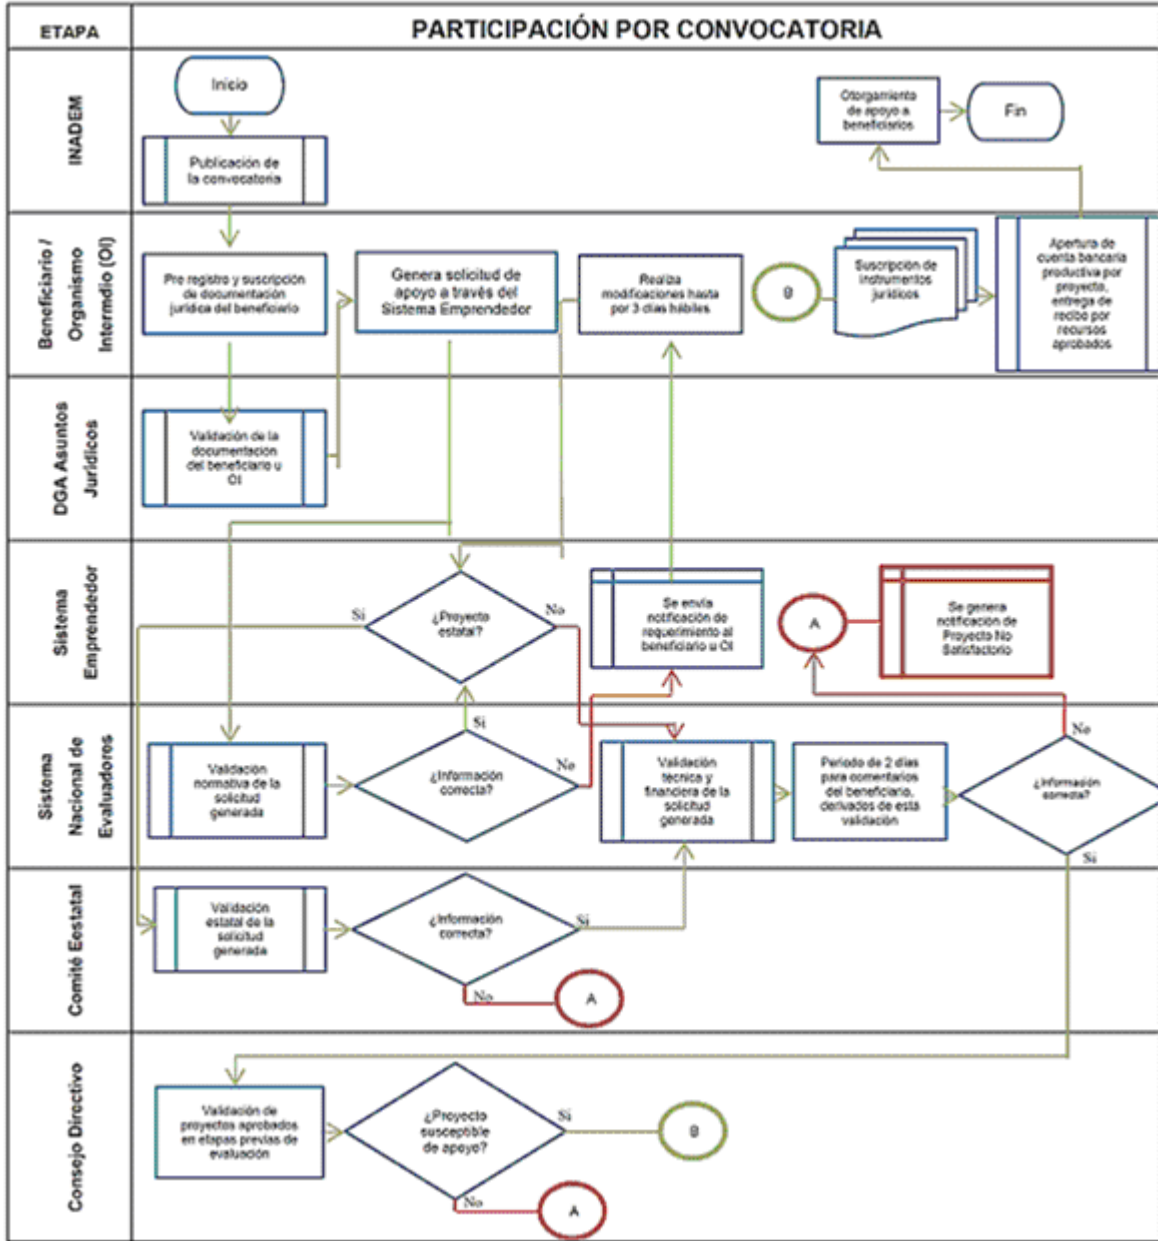 ETAPA
PARTICIPACIÓN POR CONVOCATORIA
INADEM
Inicio
Publicación de
la convocatoria
Otorgamiento
de apoyo a
beneficiarios
Fin
Beneficiario /
Organismo
Intermdio (OI)
Pre registro y suscripción
de documentación
jurídica del beneficiario
Genera solicitud de
apoyo a través del
Sistema Emprendedor
Realiza
modificaciones hasta
por 3 días hábiles
B
Suscripción de
instrumentos
jurídicos
Apertura de
cuenta bancaria
productiva por
proyecto,
entrega de
recibo por
recursos
aprobados
DGA Asuntos
Jurídicos
Validación de la
documentación
del beneficiario u
OI
Sistema
Emprendedor
Si
¿Proyecto
estatal?
No
Se envía
notificación de
requerimiento al
beneficiario u OI
A
Se genera
notificación de
Proyecto No
Satisfactorio
Sistema
Nacional de
Evaluadores
Validación
normativa de la
solicitud
generada
Si
¿Información
correcta?
No
Validación
técnica y
financiera de la
solicitud
generada
Periodo de 2 días
para comentarios
del beneficiario,
derivados de está
validación
No
¿Información
correcta?
Si
Comité Eestatal
Validación
estatal de la
solicitud
generada
¿Información
correcta?
Si
No
A
Consejo Directivo
Validación de
proyectos aprobados
en etapas previas de
evaluación
¿Proyecto
susceptible
de apoyo?
Si
B
No
A